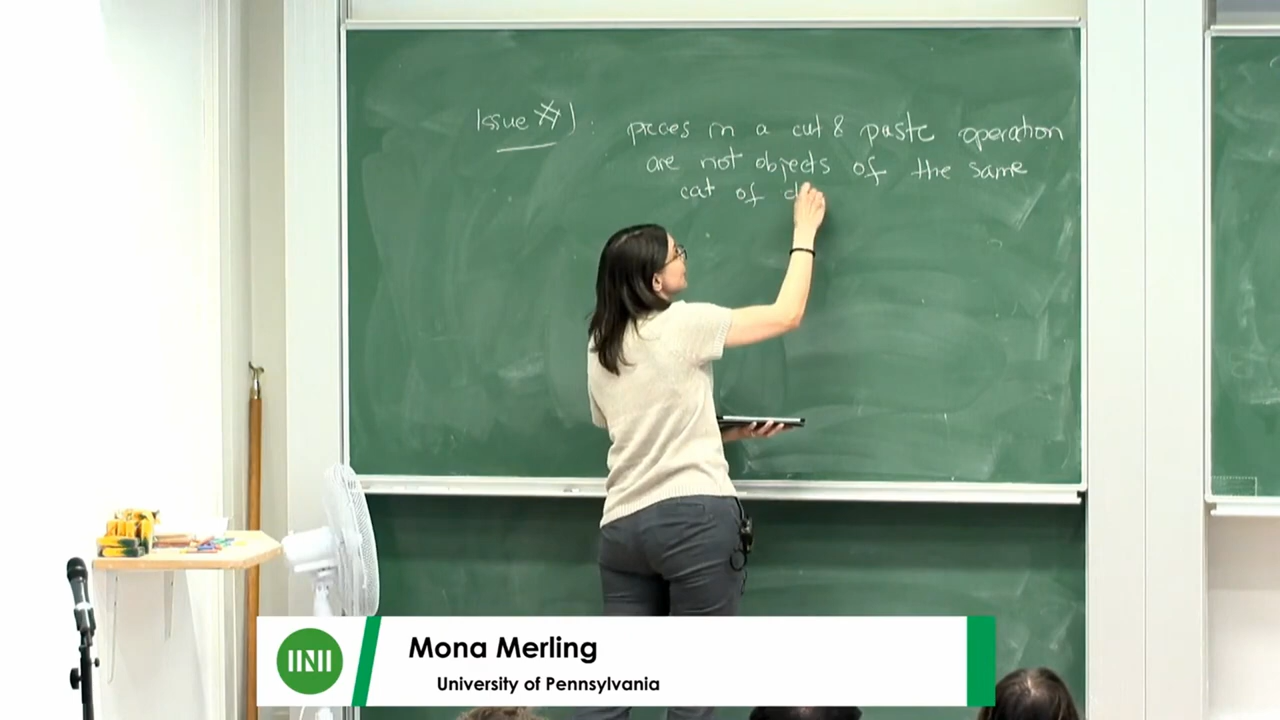 Issue #1: pieces in a cut & paste operation
are not objects of the same
cat of
Mona Merling
University of Pennsylvania